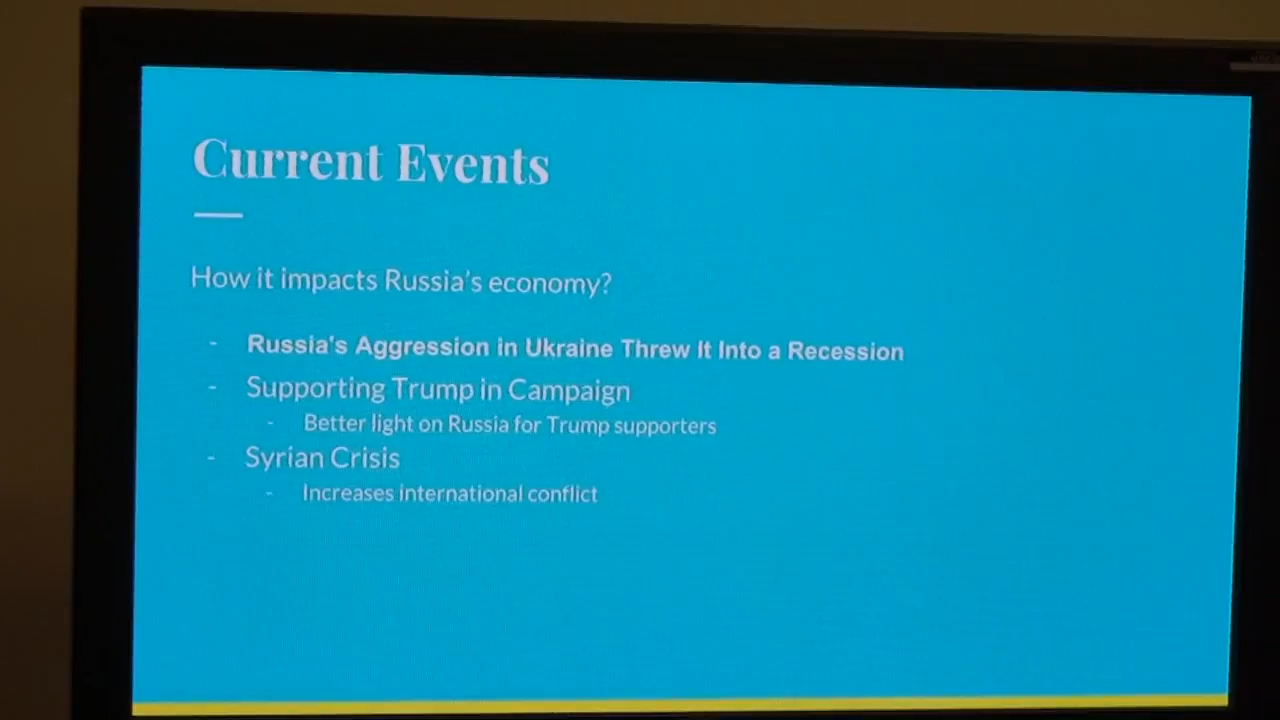 Current Events
How it impacts Russia's economy?
- Russia's Aggression in Ukraine Threw It Into a Recession
- Supporting Trump in Campaign
- Better light on Russia for Trump supporters
- Syrian Crisis
- Increases international conflict